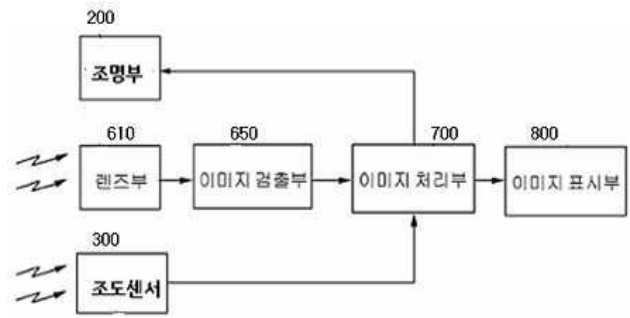 200
조명부
610
650
700
800
렌즈부
이미지 검출부
이미지 처리부
이미지 표시부
300
조도센서